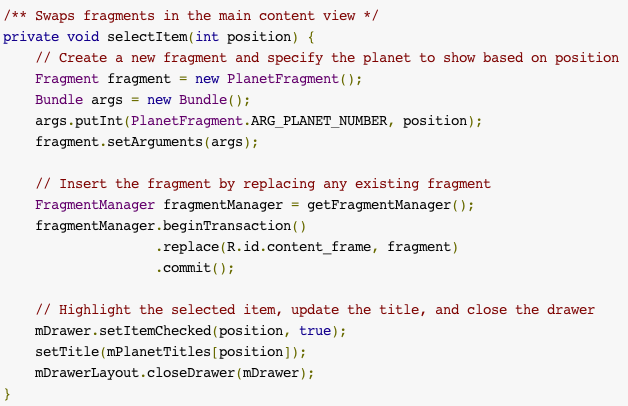 /** Swaps fragments in the main content view */
private void selectItem(int position) {
    // Create a new fragment and specify the planet to show based on position
    Fragment fragment = new PlanetFragment();
    Bundle args = new Bundle();
    args.putInt(PlanetFragment.ARG_PLANET_NUMBER, position);
    fragment.setArguments(args);

    // Insert the fragment by replacing any existing fragment
    FragmentManager fragmentManager = getFragmentManager();
    fragmentManager.beginTransaction()
                   .replace(R.id.content_frame, fragment)
                   .commit();

    // Highlight the selected item, update the title, and close the drawer
    mDrawer.setItemChecked(position, true);
    setTitle(mPlanetTitles[position]);
    mDrawerLayout.closeDrawer(mDrawer);
}